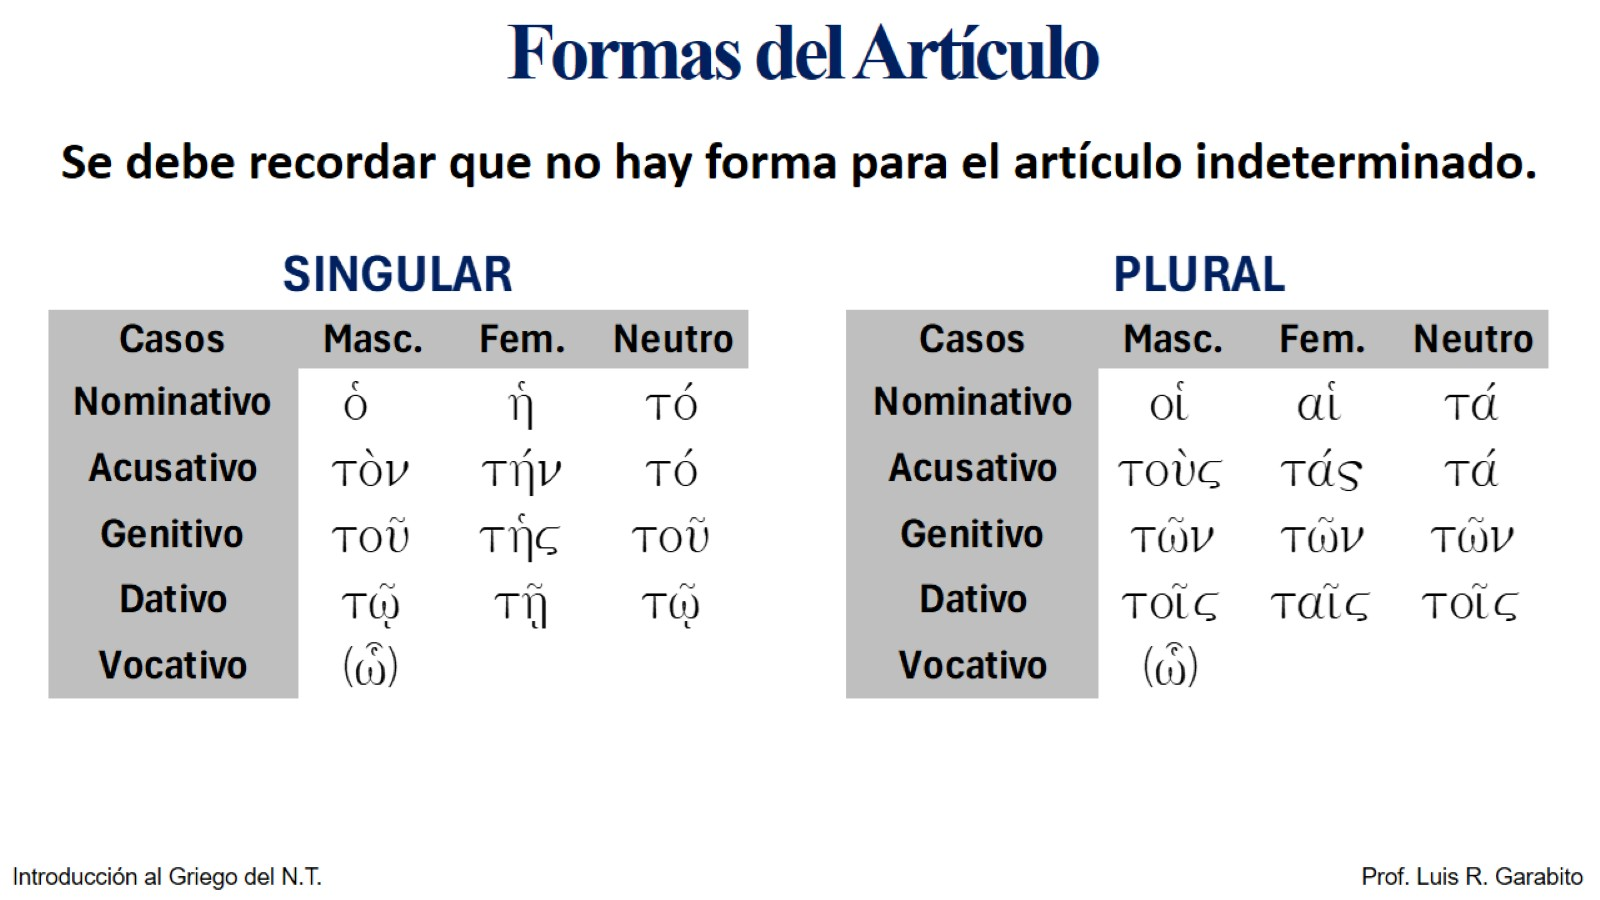 Formas del Artículo
Se debe recordar que no hay forma para el artículo indeterminado.
SINGULAR
Casos Masc. Fem. Neutro
Nominativo ὁ ἡ τό
Acusativo τὸν τήν τό
Genitivo τοῦ τἡς τοῦ
Dativo τῷ τῇ τῷ
Vocativo (ὦ)
PLURAL
Casos Masc. Fem. Neutro
Nominativo οἱ αἱ τά
Acusativo τοὺς τάς τά
Genitivo τῶν τῶν τῶν
Dativo τοῖς ταῖς τοῖς
Vocativo (ὦ)
Introducción al Griego del N.T.
Prof. Luis R. Garabito